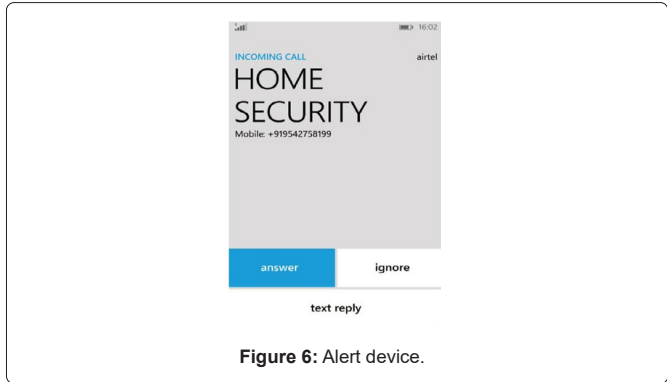 16:02
INCOMING CALL airtel
HOME
SECURITY
Mobile: +919542758199
answer ignore
text reply
Figure 6: Alert device.